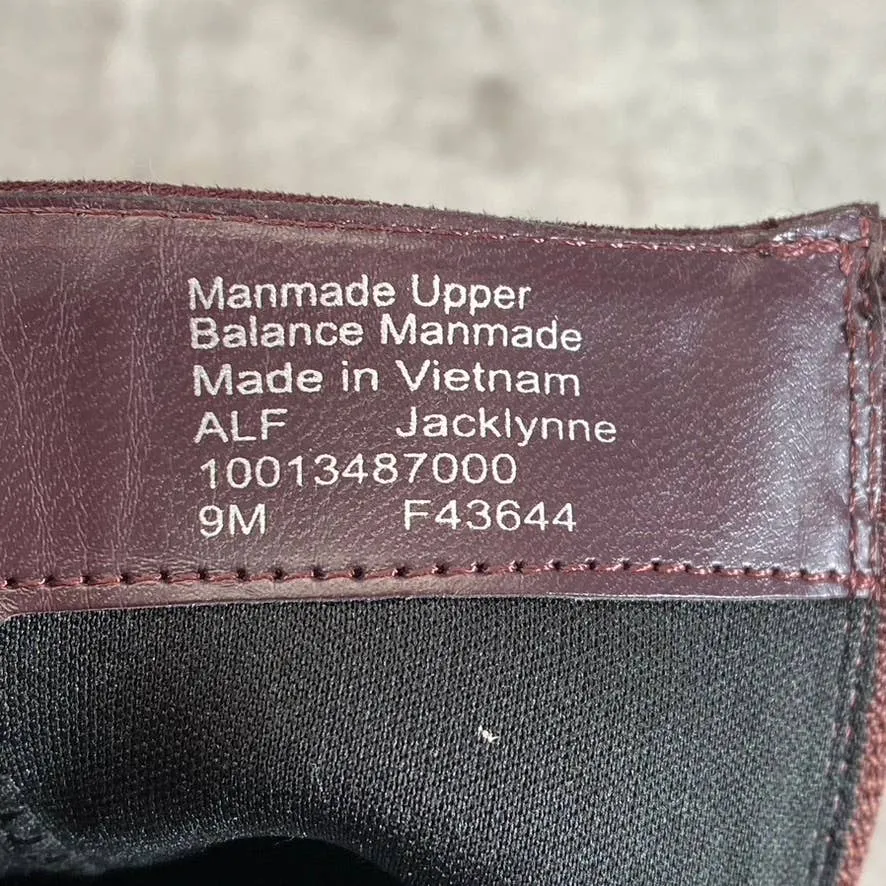 Manmade Upper
Balance Manmade
Made in Vietnam
ALF Jacklynne
10013487000
9M F43644